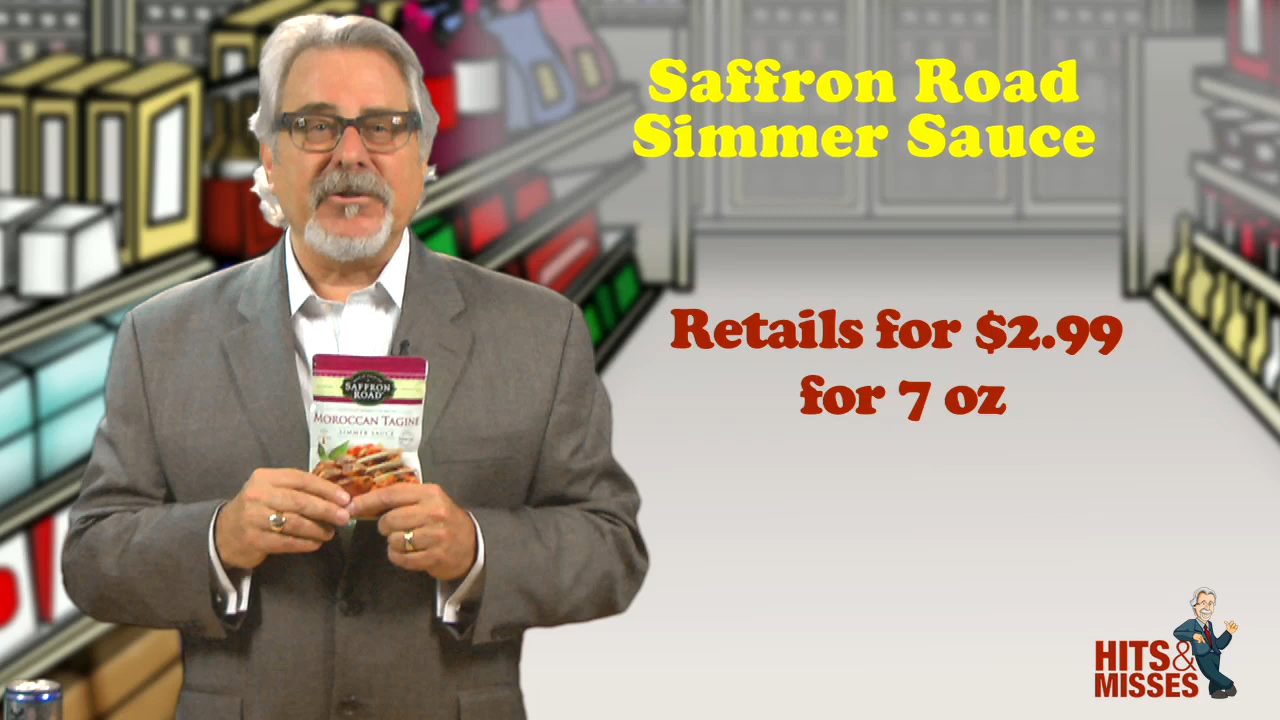 Saffron Road
Simmer Sauce
Retails for $2.99
for 7 oz
SAFFRON
ROAD
MOROCCAN TAGINE
SIMMER SAUCE
HITS&
MISSES